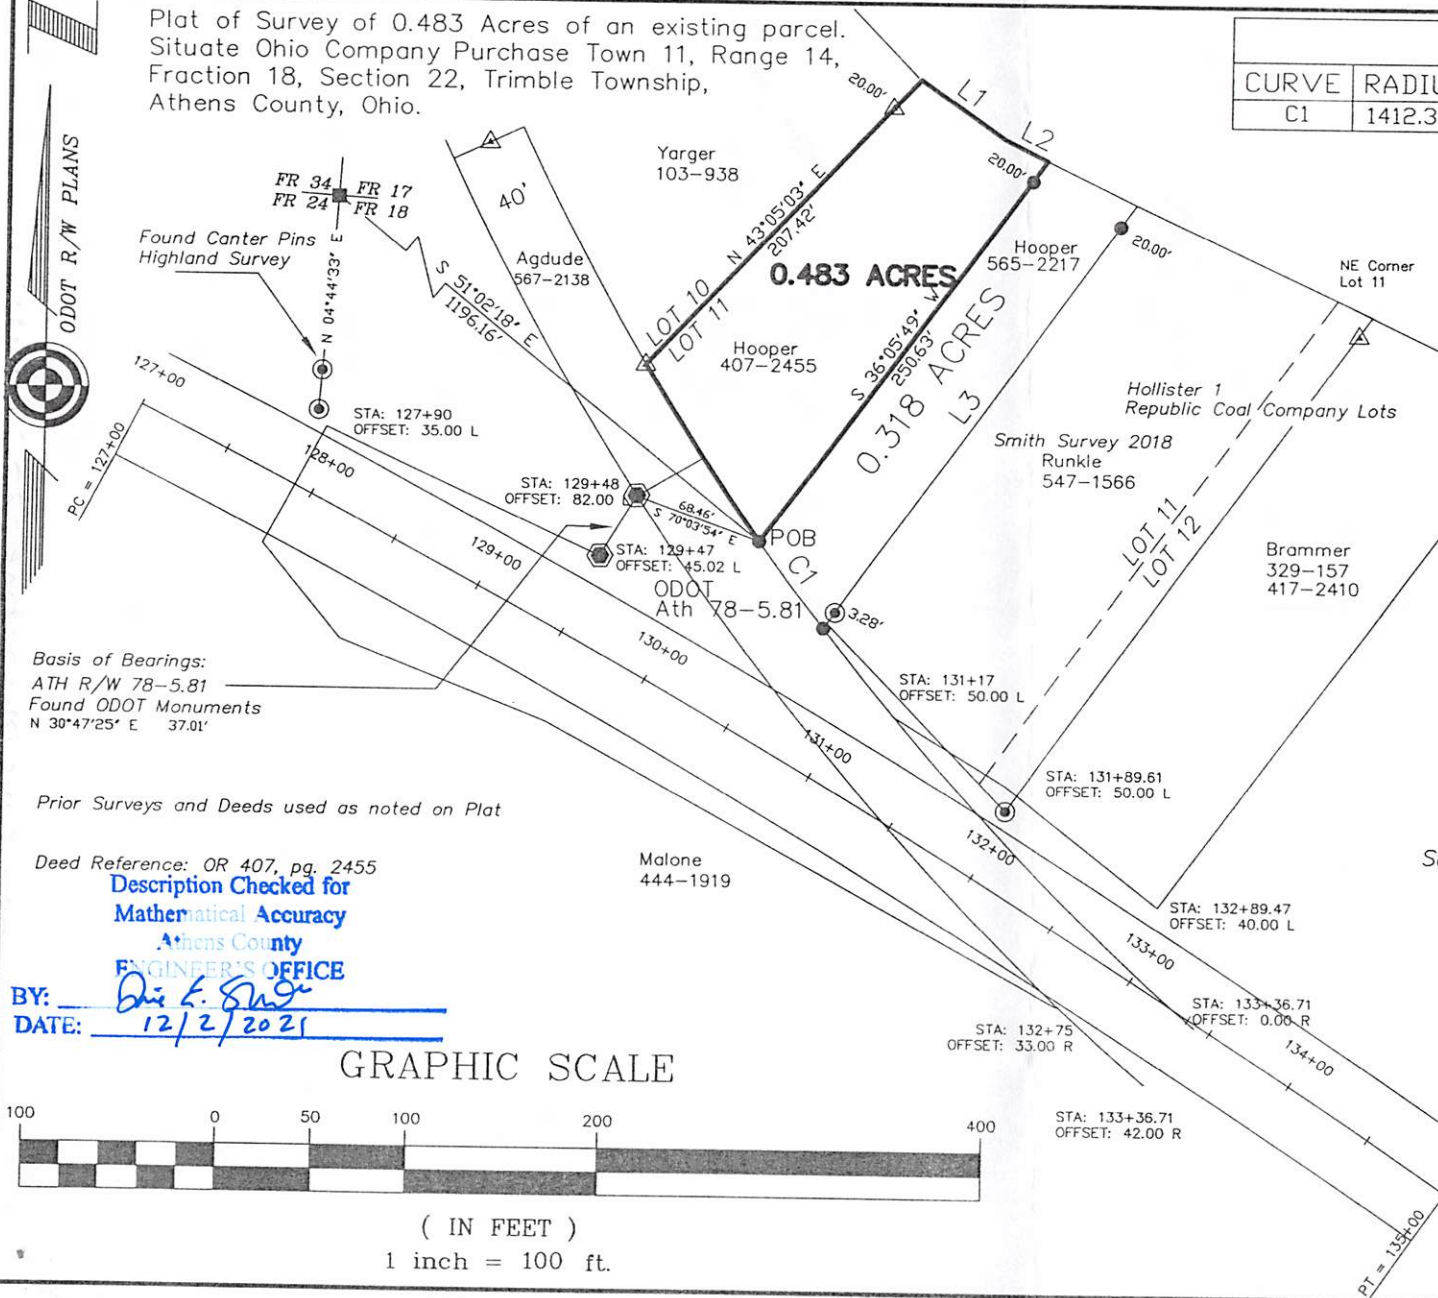 Plat of Survey of 0.483 Acres of an existing parcel.
Situate Ohio Company Purchase Town 11, Range 14,
Fraction 18, Section 22, Trimble Township,
Athens County, Ohio.
CURVE
C1
1412.3
ODOT R/W PLANS
FR 34
FR 17
FR 24
FR 18
Found Canter Pins
Highland Survey
N 04°44'33" E
40'
Yarger
103-938
20.00'
L1
L2
20.00'
Agdude
567-2138
S 51°02'18" E
1196.16'
N 43°05'03" E
207.42'
0.483 ACRES
LOT 10
LOT 11
Hooper
407-2455
Hooper
565-2217
20.00'
S 36°05'49" W
250.63'
0.318 ACRES
L3
NE Corner
Lot 11
Hollister 1
Republic Coal Company Lots
Smith Survey 2018
Runkle
547-1566
LOT 11
LOT 12
Brammer
329-157
417-2410
127+00
PC = 127+00
STA: 127+90
OFFSET: 35.00 L
128+00
STA: 129+48
OFFSET: 82.00
68.46'
S 70°03'54" E
POB
C1
129+00
STA: 129+47
OFFSET: 45.02 L
ODOT
Ath 78-5.81
3.28'
130+00
Basis of Bearings:
ATH R/W 78-5.81
Found ODOT Monuments
N 30°47'25" E 37.01'
STA: 131+17
OFFSET: 50.00 L
131+00
STA: 131+89.61
OFFSET: 50.00 L
Prior Surveys and Deeds used as noted on Plat
132+00
Deed Reference: OR 407, pg. 2455
Malone
444-1919
Description Checked for
Mathematical Accuracy
Athens County
ENGINEER'S OFFICE
BY:
DATE: 12/2/2021
STA: 132+89.47
OFFSET: 40.00 L
133+00
STA: 133+36.71
OFFSET: 0.00 R
STA: 132+75
OFFSET: 33.00 R
134+00
STA: 133+36.71
OFFSET: 42.00 R
PT = 135+00
GRAPHIC SCALE
100 0 50 100 200 400
( IN FEET )
1 inch = 100 ft.